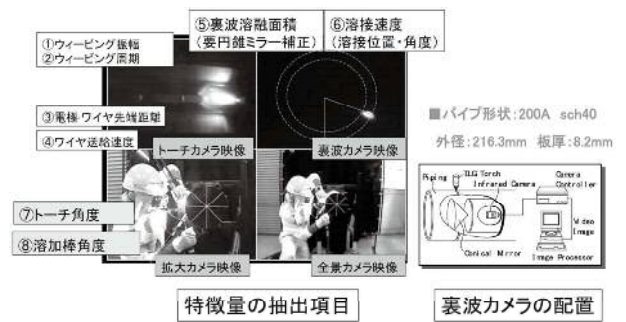 ⑤裏波溶融面積
(要円錐ミラー補正)
⑥溶接速度
(溶接位置・角度)
①ウィービング振幅
②ウィービング周期
③電極-ワイヤ先端距離
④ワイヤ送給速度
トーチカメラ映像
裏波カメラ映像
⑦トーチ角度
⑧溶加棒角度
拡大カメラ映像
全景カメラ映像
特徴量の抽出項目
■パイプ形状:200A sch40
外径:216.3mm 板厚:8.2mm
Piping
Torch
Infrared Camera
Camera
Controller
Video
Image
Conical Mirror
Image Processor
裏波カメラの配置